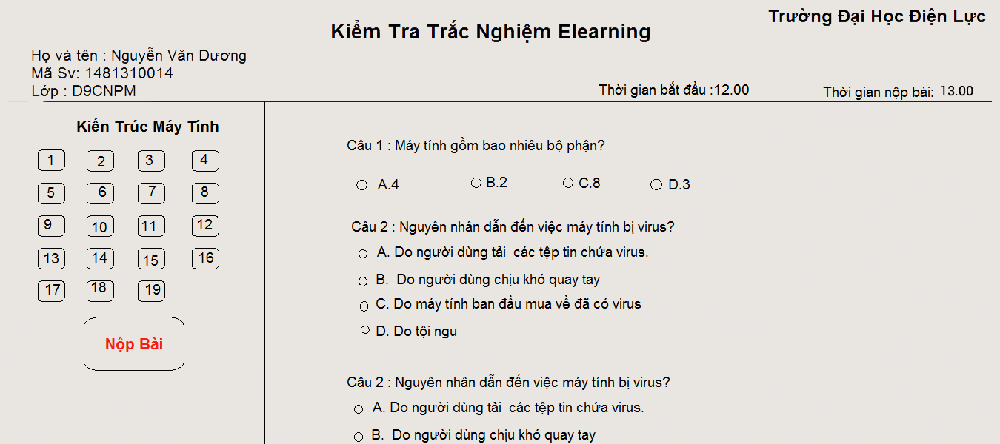 Trường Đại Học Điện Lực
Kiểm Tra Trắc Nghiệm Elearning
Họ và tên : Nguyễn Văn Dương
Mã Sv: 1481310014
Lớp : D9CNPM
Thời gian bắt đầu :12.00
Thời gian nộp bài: 13.00
Kiến Trúc Máy Tính
1 2 3 4
5 6 7 8
9 10 11 12
13 14 15 16
17 18 19
Nộp Bài
Câu 1 : Máy tính gồm bao nhiêu bộ phận?
A.4 B.2 C.8 D.3
Câu 2 : Nguyên nhân dẫn đến việc máy tính bị virus?
A. Do người dùng tải các tệp tin chứa virus.
B. Do người dùng chịu khó quay tay
C. Do máy tính ban đầu mua về đã có virus
D. Do tội ngu
Câu 2 : Nguyên nhân dẫn đến việc máy tính bị virus?
A. Do người dùng tải các tệp tin chứa virus.
B. Do người dùng chịu khó quay tay